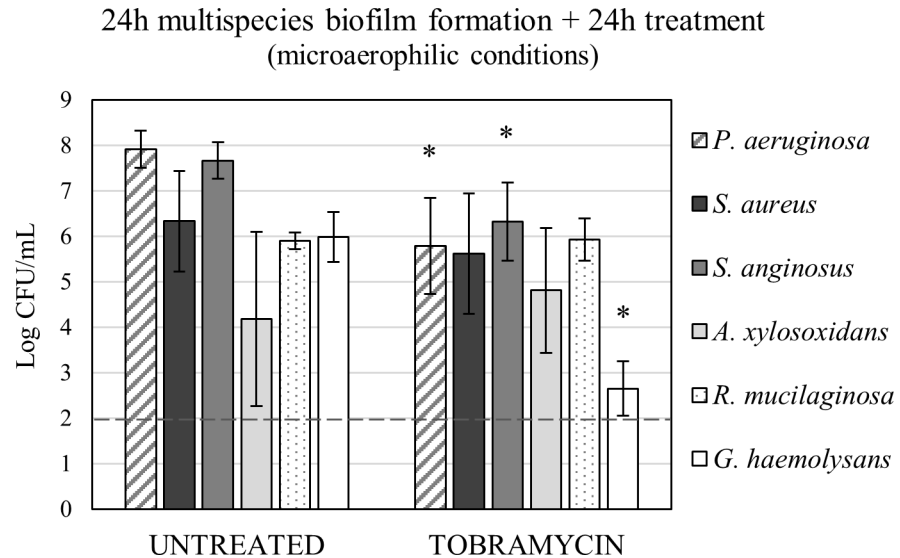 24h multispecies biofilm formation + 24h treatment
(microaerophilic conditions)
Log CFU/mL
9
8
7
6
5
4
3
2
1
0
*
*
*
UNTREATED
TOBRAMYCIN
P. aeruginosa
S. aureus
S. anginosus
A. xylosoxidans
R. mucilaginosa
G. haemolysans